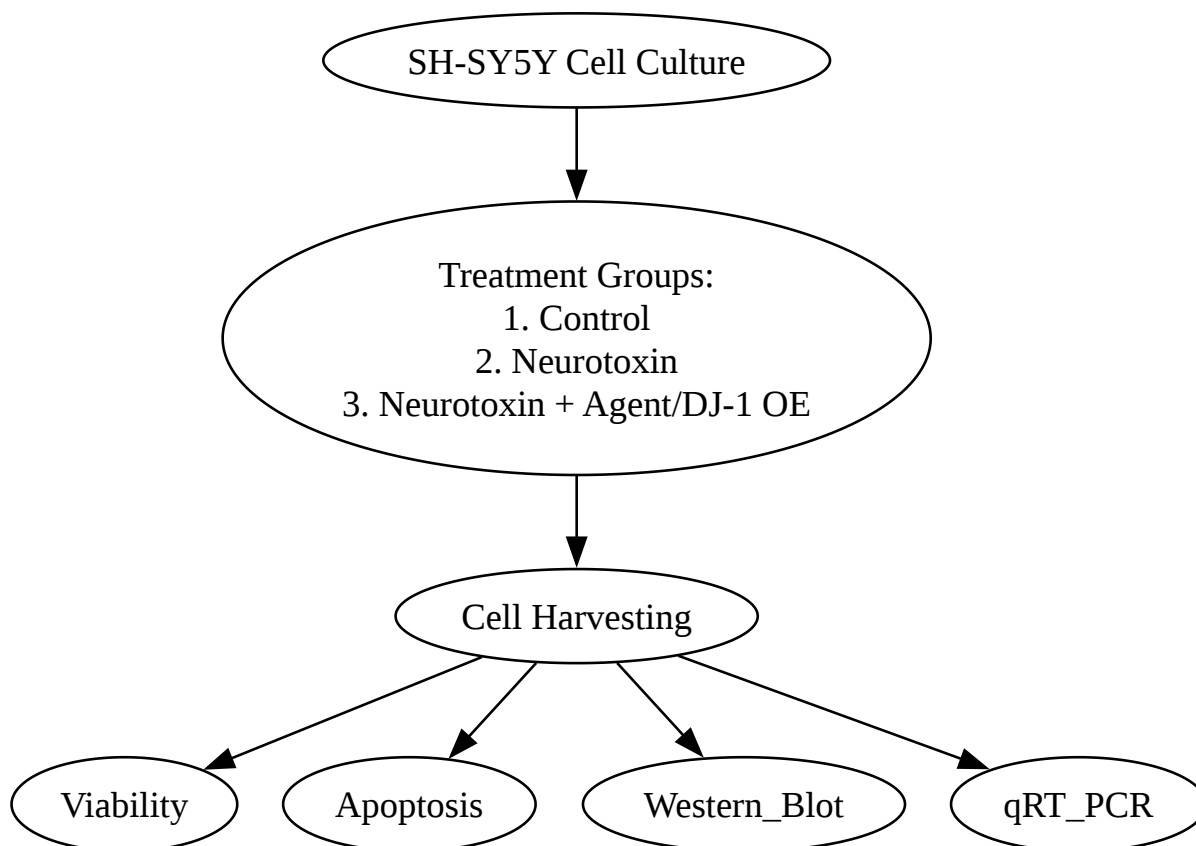 SH-SY5Y Cell Culture
Treatment Groups:
1. Control
2. Neurotoxin
3. Neurotoxin + Agent/DJ-1 OE
Cell Harvesting
Viability
Apoptosis
Western_Blot
qRT_PCR